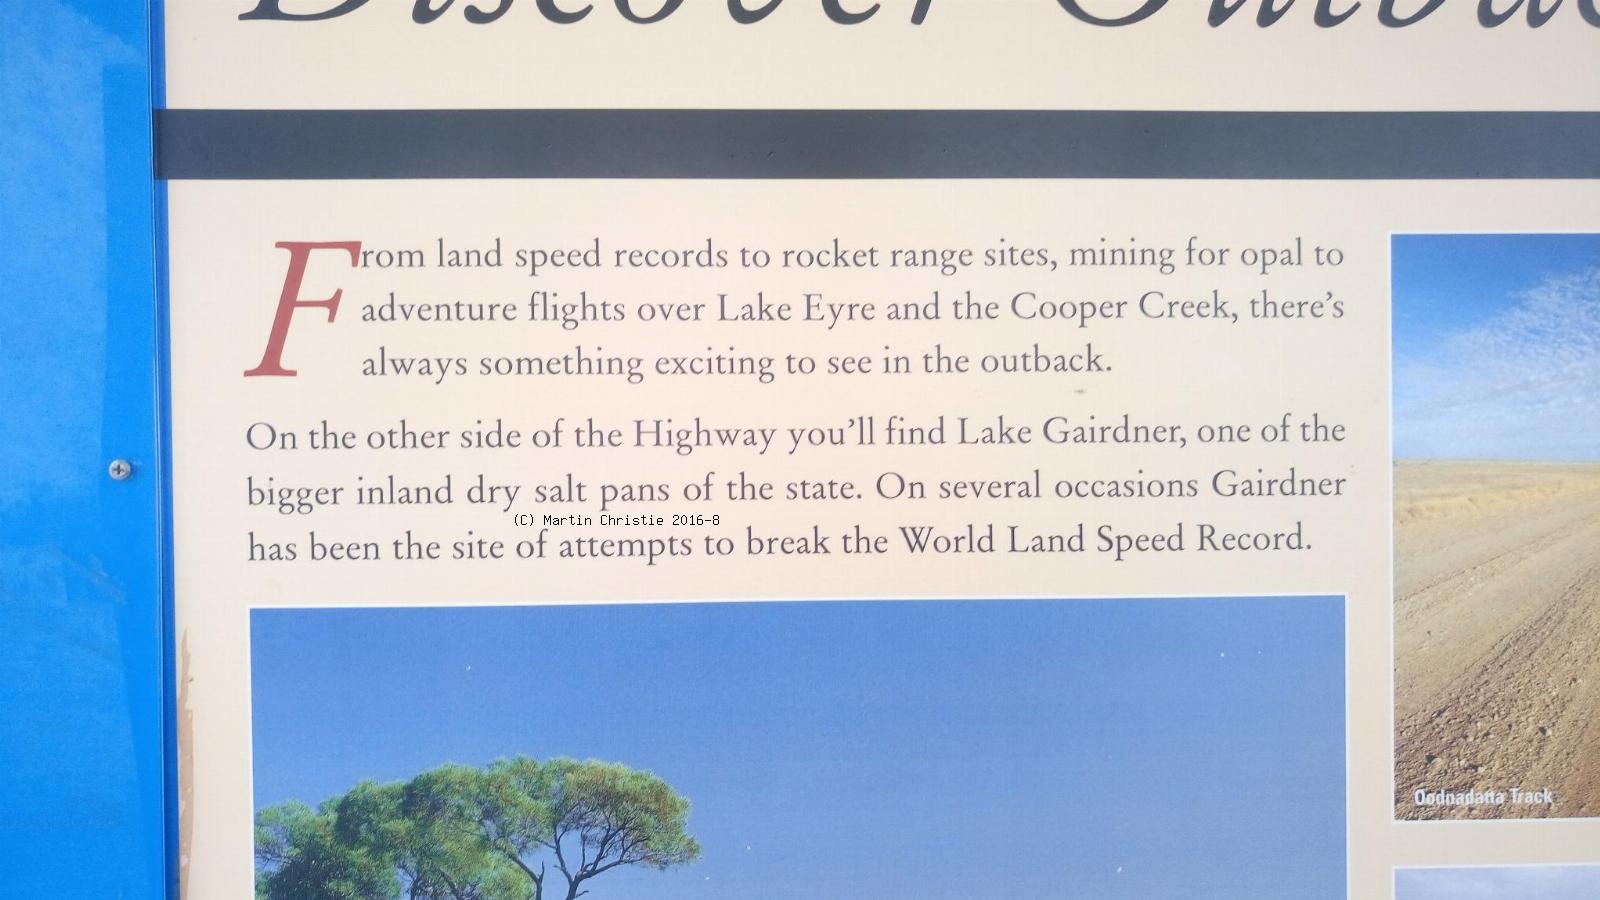 Discover Outbac
From land speed records to rocket range sites, mining for opal to
adventure flights over Lake Eyre and the Cooper Creek, there's
always something exciting to see in the outback.
On the other side of the Highway you'll find Lake Gairdner, one of the
bigger inland dry salt pans of the state. On several occasions Gairdner
(C) Martin Christie 2016-8
has been the site of attempts to break the World Land Speed Record.
Oodnadatta Track